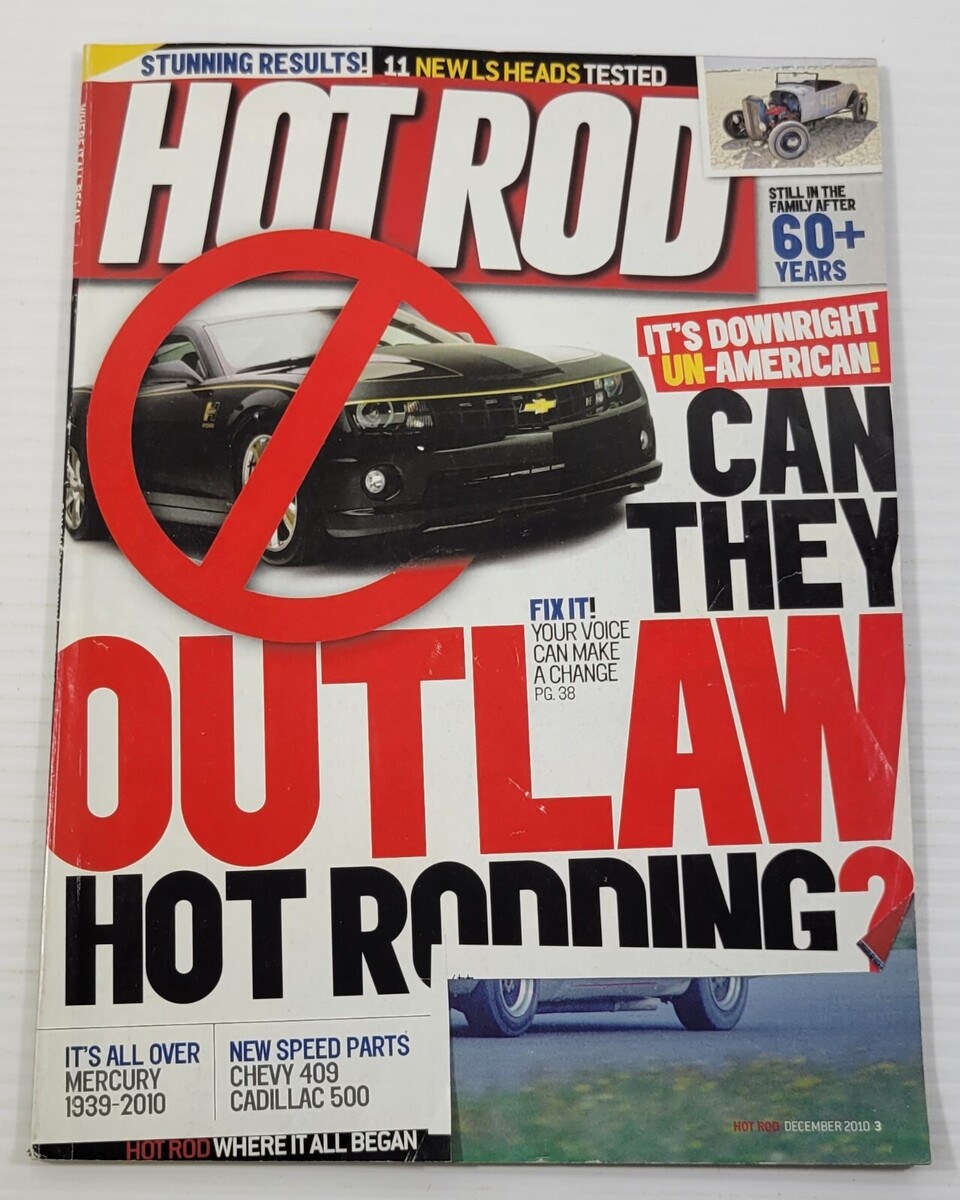 STUNNING RESULTS! 11 NEW LS HEADS TESTED
HOT ROD
STILL IN THE
FAMILY AFTER
60+
YEARS
IT'S DOWNRIGHT
UN-AMERICAN!
CAN
THEY
FIX IT!
YOUR VOICE
CAN MAKE
A CHANGE
PG. 38
OUTLAW
HOT RODDING?
IT'S ALL OVER
MERCURY
1939-2010
NEW SPEED PARTS
CHEVY 409
CADILLAC 500
HOT ROD WHERE IT ALL BEGAN
HOT ROD DECEMBER 2010 3